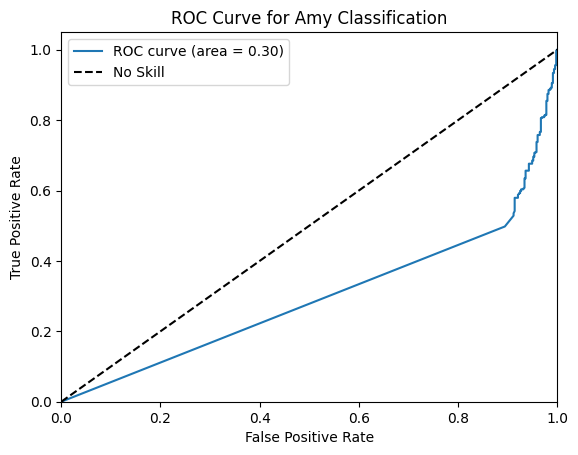 ROC Curve for Amy Classification
ROC curve (area = 0.30)
No Skill
True Positive Rate
1.0
0.8
0.6
0.4
0.2
0.0
0.0 0.2 0.4 0.6 0.8 1.0
False Positive Rate